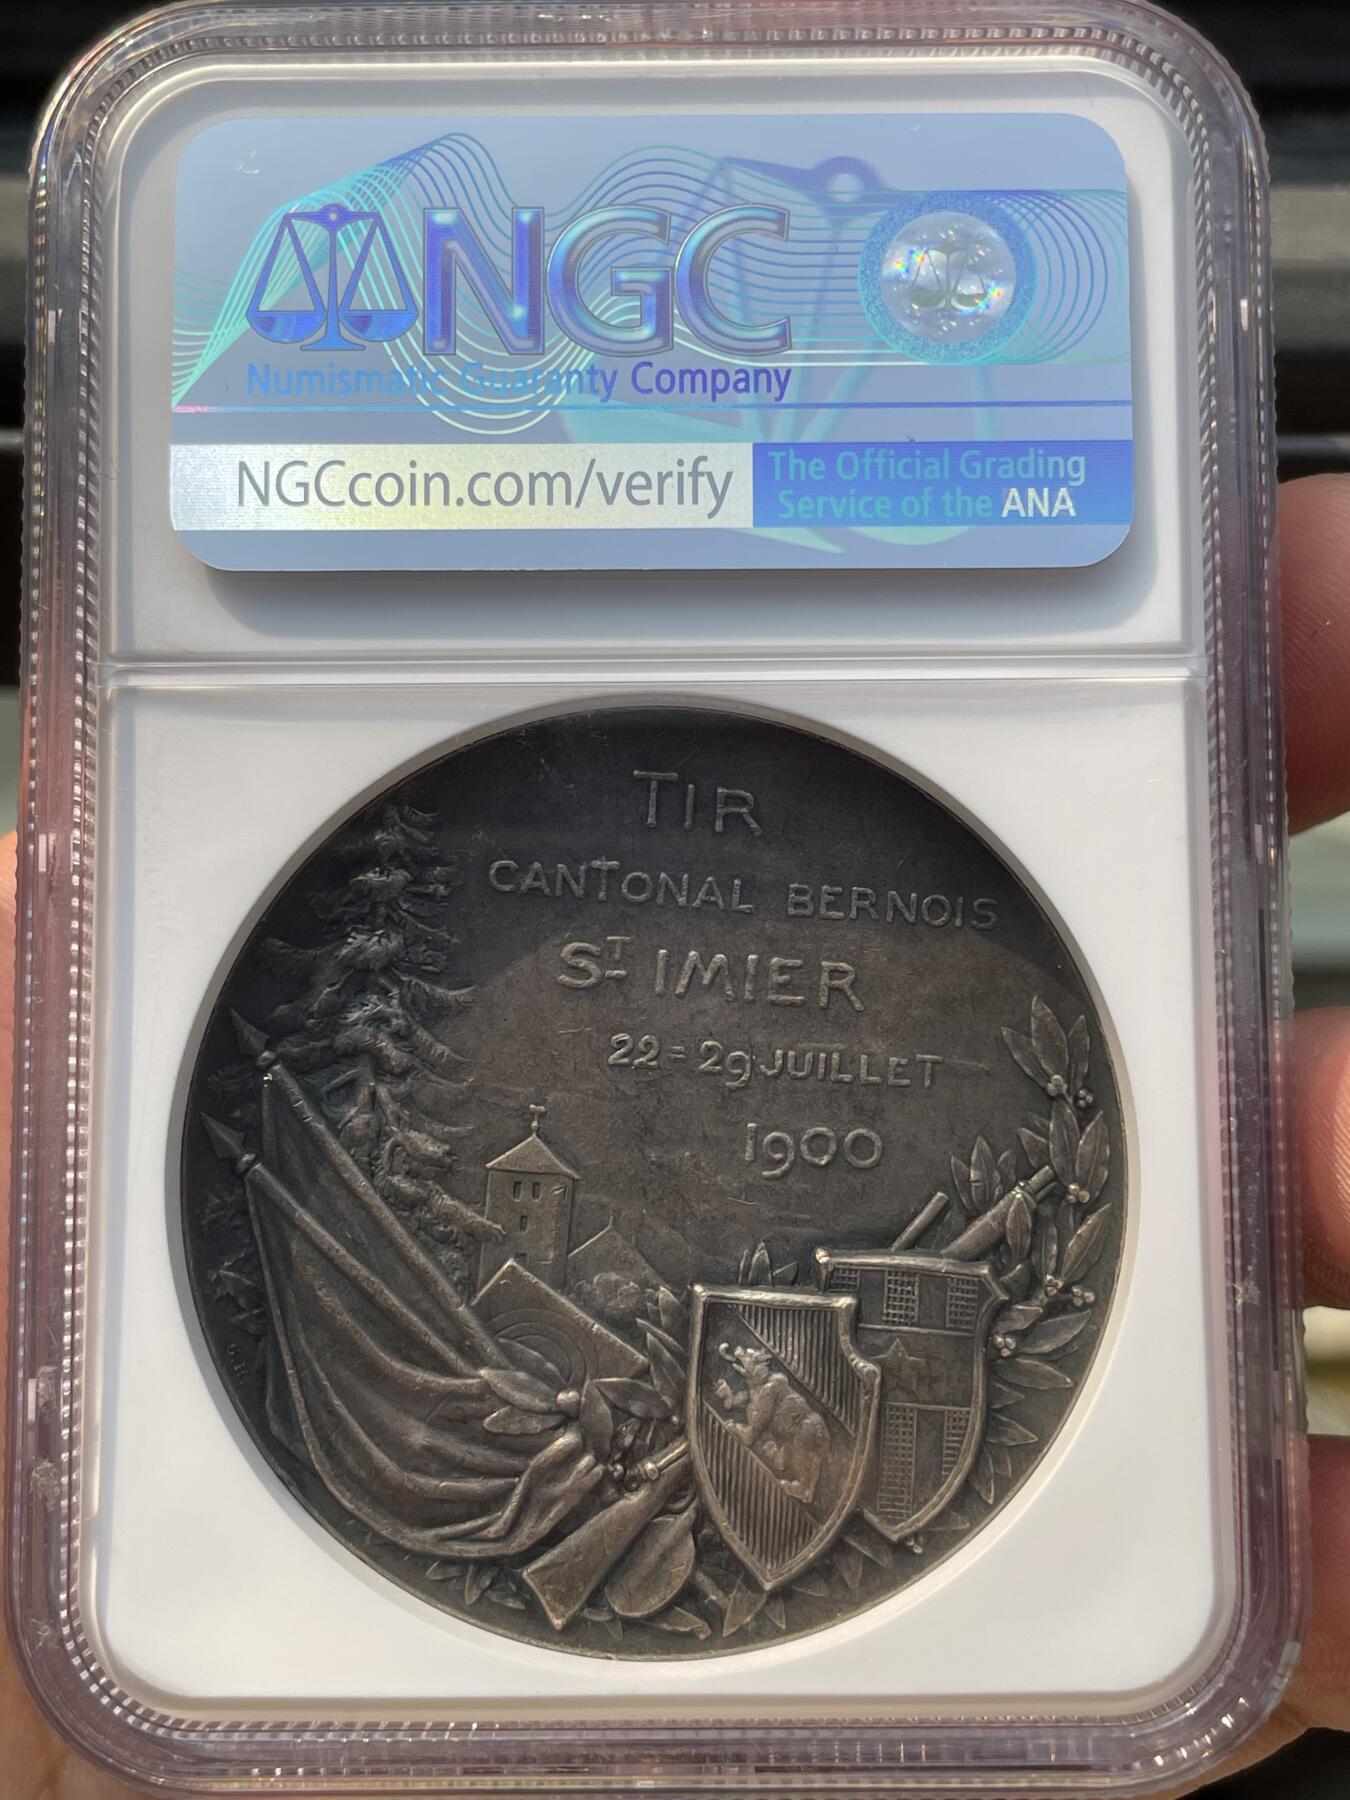 NGC
Numismatic Guaranty Company
NGCcoin.com/verify
The Official Grading
Service of the ANA
TIR
CANTONAL BERNOIS
ST IMIER
22=29 JUILLET
1900